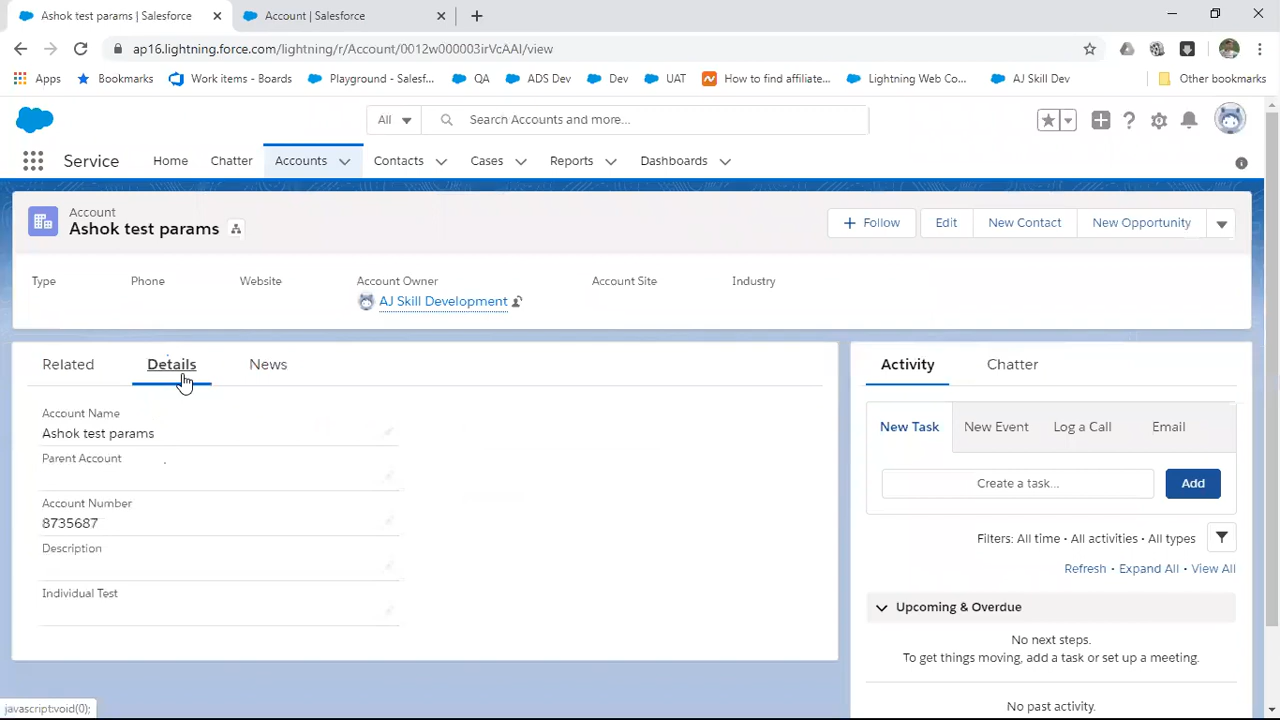 Ashok test params | Salesforce
Account | Salesforce
ap16.lightning.force.com/lightning/r/Account/0012w000003irVcAAI/view
Apps
Bookmarks
Work items - Boards
Playground - Salesf...
QA
ADS Dev
Dev
UAT
How to find affiliate...
Lightning Web Co...
AJ Skill Dev
Other bookmarks
All
Search Accounts and more...
Service
Home
Chatter
Accounts
Contacts
Cases
Reports
Dashboards
Account
Ashok test params
+ Follow
Edit
New Contact
New Opportunity
Type
Phone
Website
Account Owner
Account Site
Industry
AJ Skill Development
Related
Details
News
Activity
Chatter
Account Name
Ashok test params
Parent Account
Account Number
8735687
Description
Individual Test
New Task
New Event
Log a Call
Email
Create a task...
Add
Filters: All time • All activities • All types
Refresh • Expand All • View All
Upcoming & Overdue
No next steps.
To get things moving, add a task or set up a meeting.
No past activity.
javascript:void(0);